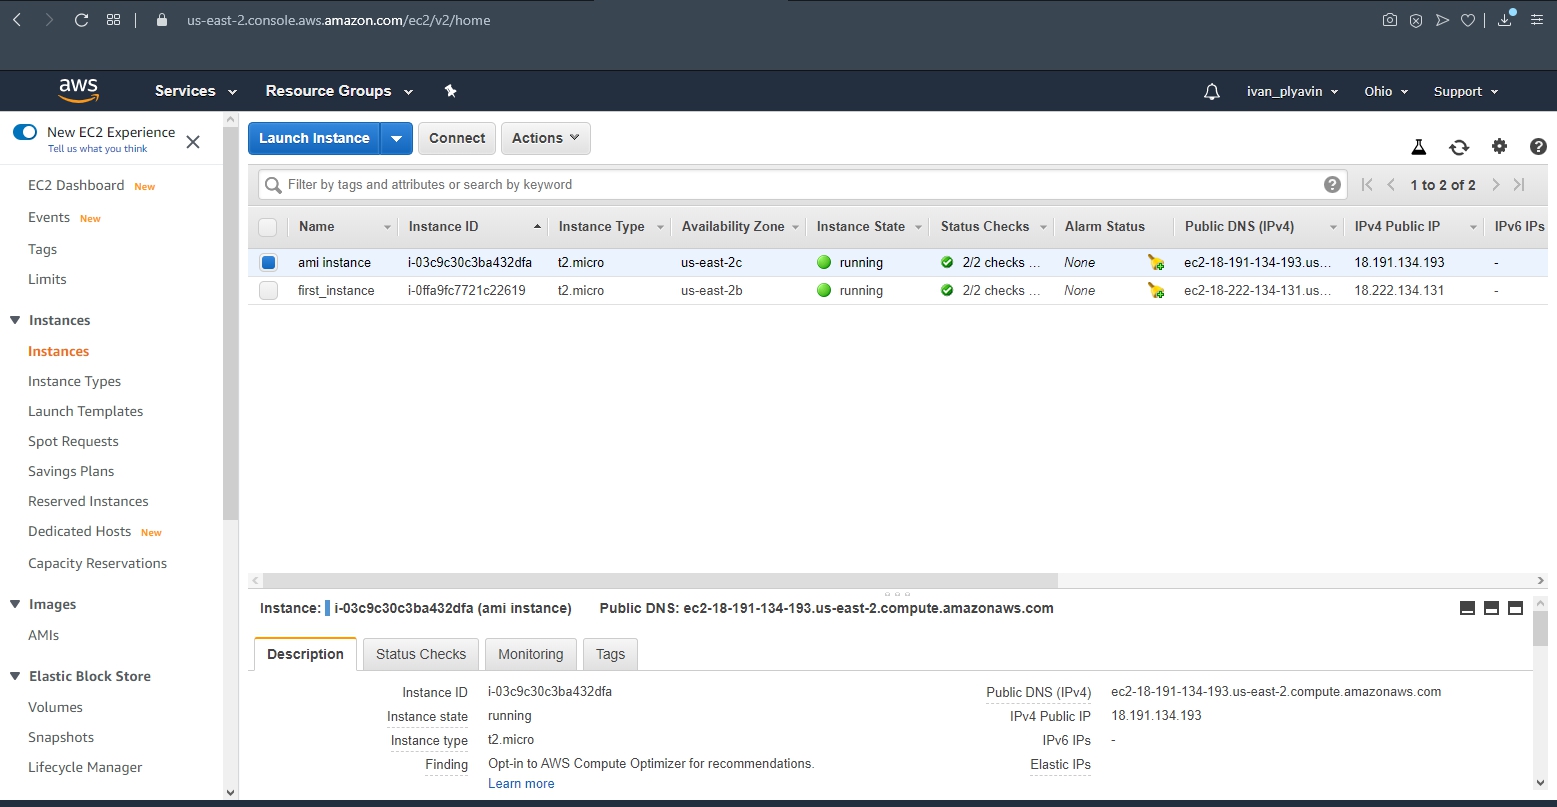 us-east-2.console.aws.amazon.com/ec2/v2/home
aws Services Resource Groups ivan_plyavin Ohio Support
New EC2 Experience
Tell us what you think
EC2 Dashboard New
Events New
Tags
Limits
Instances
Instances
Instance Types
Launch Templates
Spot Requests
Savings Plans
Reserved Instances
Dedicated Hosts New
Capacity Reservations
Images
AMIs
Elastic Block Store
Volumes
Snapshots
Lifecycle Manager
Launch Instance Connect Actions
Filter by tags and attributes or search by keyword 1 to 2 of 2
Name Instance ID Instance Type Availability Zone Instance State Status Checks Alarm Status Public DNS (IPv4) IPv4 Public IP IPv6 IPs
ami instance i-03c9c30c3ba432dfa t2.micro us-east-2c running 2/2 checks ... None ec2-18-191-134-193.us... 18.191.134.193 -
first_instance i-0ffa9fc7721c22619 t2.micro us-east-2b running 2/2 checks ... None ec2-18-222-134-131.us... 18.222.134.131 -
Instance: i-03c9c30c3ba432dfa (ami instance) Public DNS: ec2-18-191-134-193.us-east-2.compute.amazonaws.com
Description Status Checks Monitoring Tags
Instance ID i-03c9c30c3ba432dfa Public DNS (IPv4) ec2-18-191-134-193.us-east-2.compute.amazonaws.com
Instance state running IPv4 Public IP 18.191.134.193
Instance type t2.micro IPv6 IPs -
Finding Opt-in to AWS Compute Optimizer for recommendations. Elastic IPs
Learn more